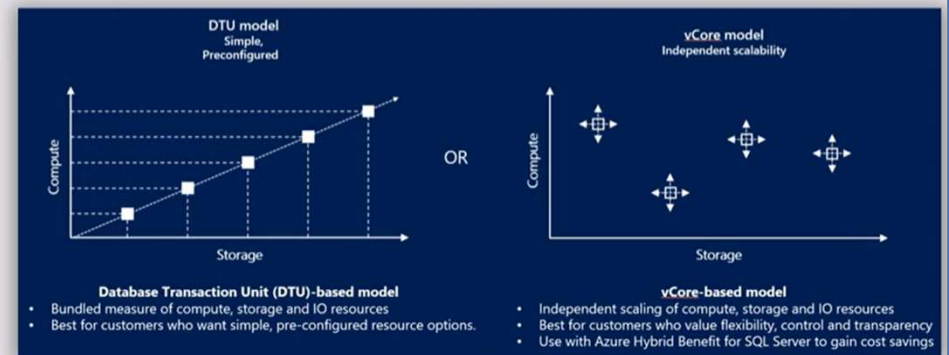 DTU model
Simple,
Preconfigured
Compute
Storage
Database Transaction Unit (DTU)-based model
• Bundled measure of compute, storage and IO resources
• Best for customers who want simple, pre-configured resource options.
OR
vCore model
Independent scalability
Compute
Storage
vCore-based model
• Independent scaling of compute, storage and IO resources
• Best for customers who value flexibility, control and transparency
• Use with Azure Hybrid Benefit for SQL Server to gain cost savings